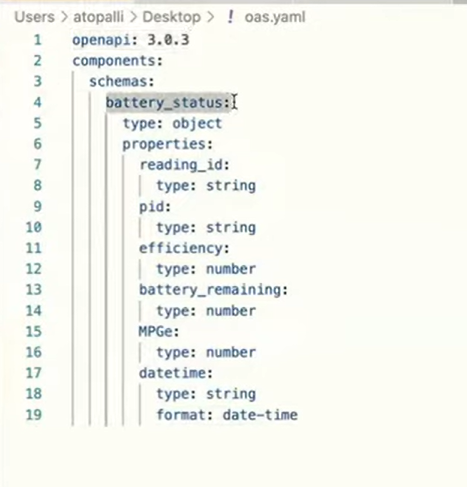 Users > atopalli > Desktop > ! oas.yaml
1 openapi: 3.0.3
2 components:
3 schemas:
4 battery_status:
5 type: object
6 properties:
7 reading_id:
8 type: string
9 pid:
10 type: string
11 efficiency:
12 type: number
13 battery_remaining:
14 type: number
15 MPGe:
16 type: number
17 datetime:
18 type: string
19 format: date-time